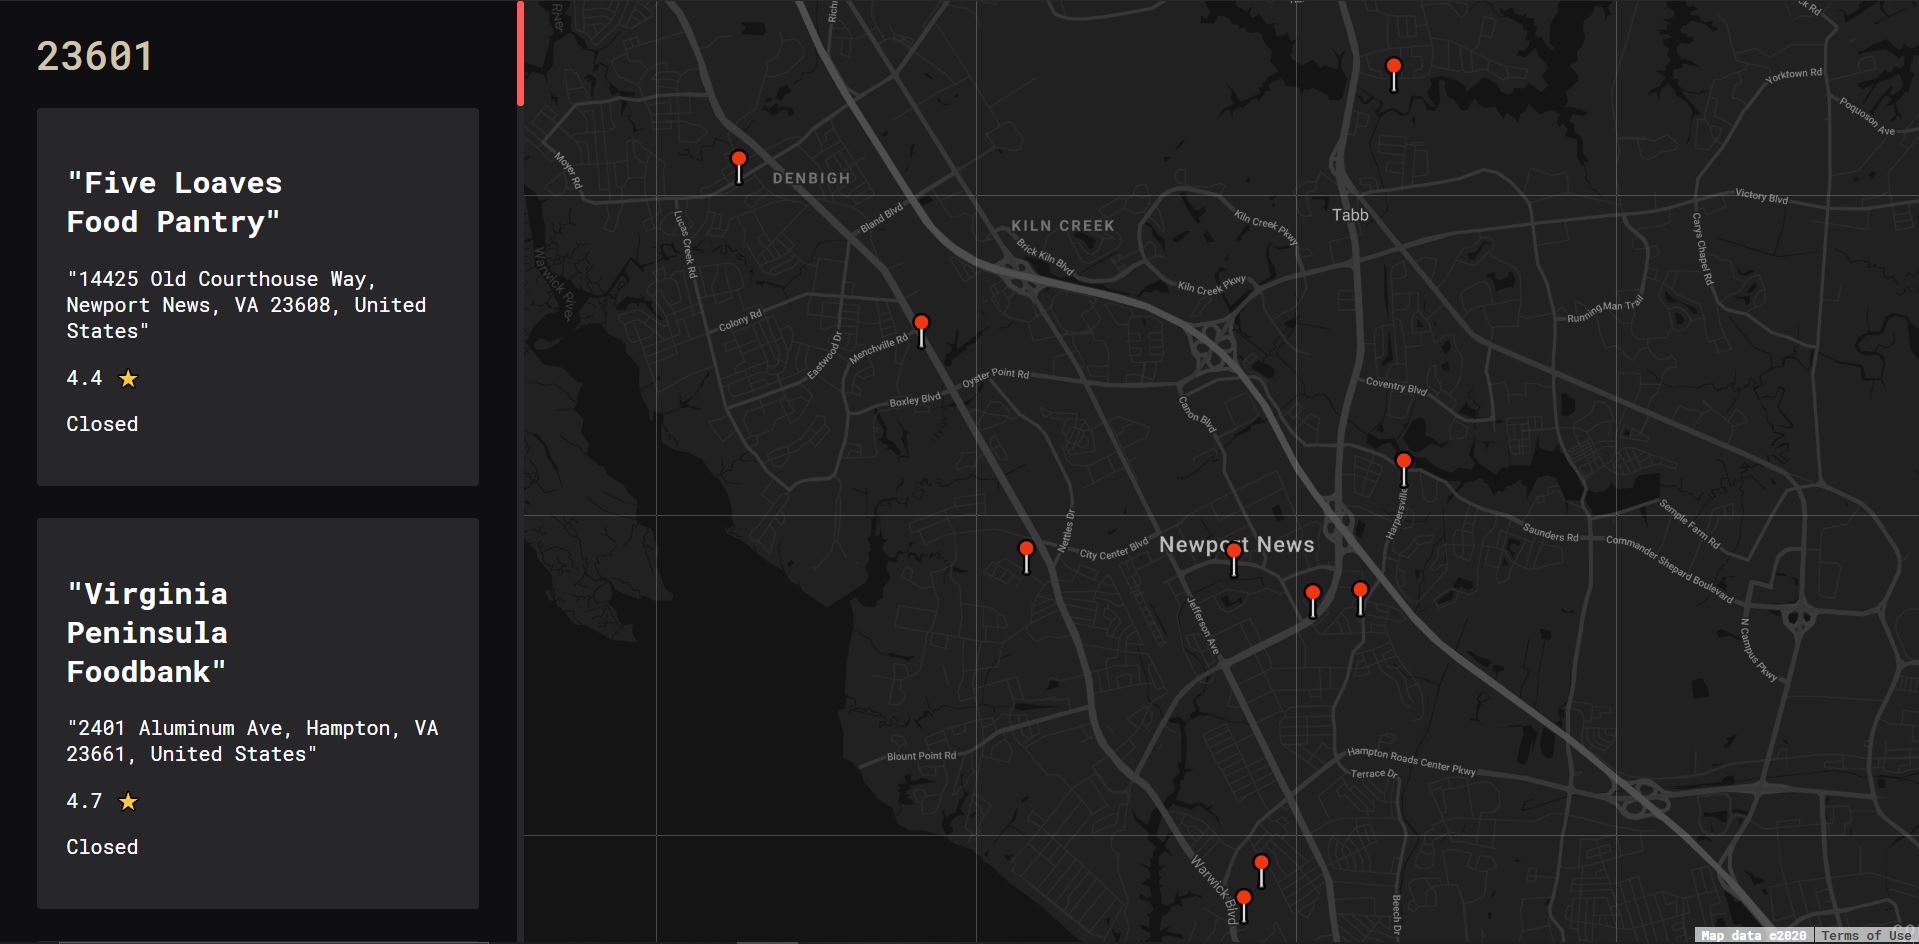 23601
"Five Loaves
Food Pantry"
"14425 Old Courthouse Way,
Newport News, VA 23608, United
States"
4.4
Closed
"Virginia
Peninsula
Foodbank"
"2401 Aluminum Ave, Hampton, VA
23661, United States"
4.7
Closed
Yorktown Rd
Poquoson Ave
Moyer Rd
DENBIGH
Victory Blvd
Bland Blvd
Lucas Creek Rd
KILN CREEK
Kiln Creek Pkwy
Tabb
Carys Chapel Rd
Brick Kiln Blvd
Kiln Creek Pkwy
Running Man Trail
Colony Rd
Menchville Rd
Eastwood Dr
Oyster Point Rd
Coventry Blvd
Boxley Blvd
Canon Blvd
Harpersville
Semple Farm Rd
Nettles Dr
City Center Blvd
Newport News
Saunders Rd
Commander Shepard Boulevard
Jefferson Ave
N Campus Pkwy
Blount Point Rd
Hampton Roads Center Pkwy
Terrace Dr
Warwick Blvd
Beech Dr
Map data ©2020
Terms of Use